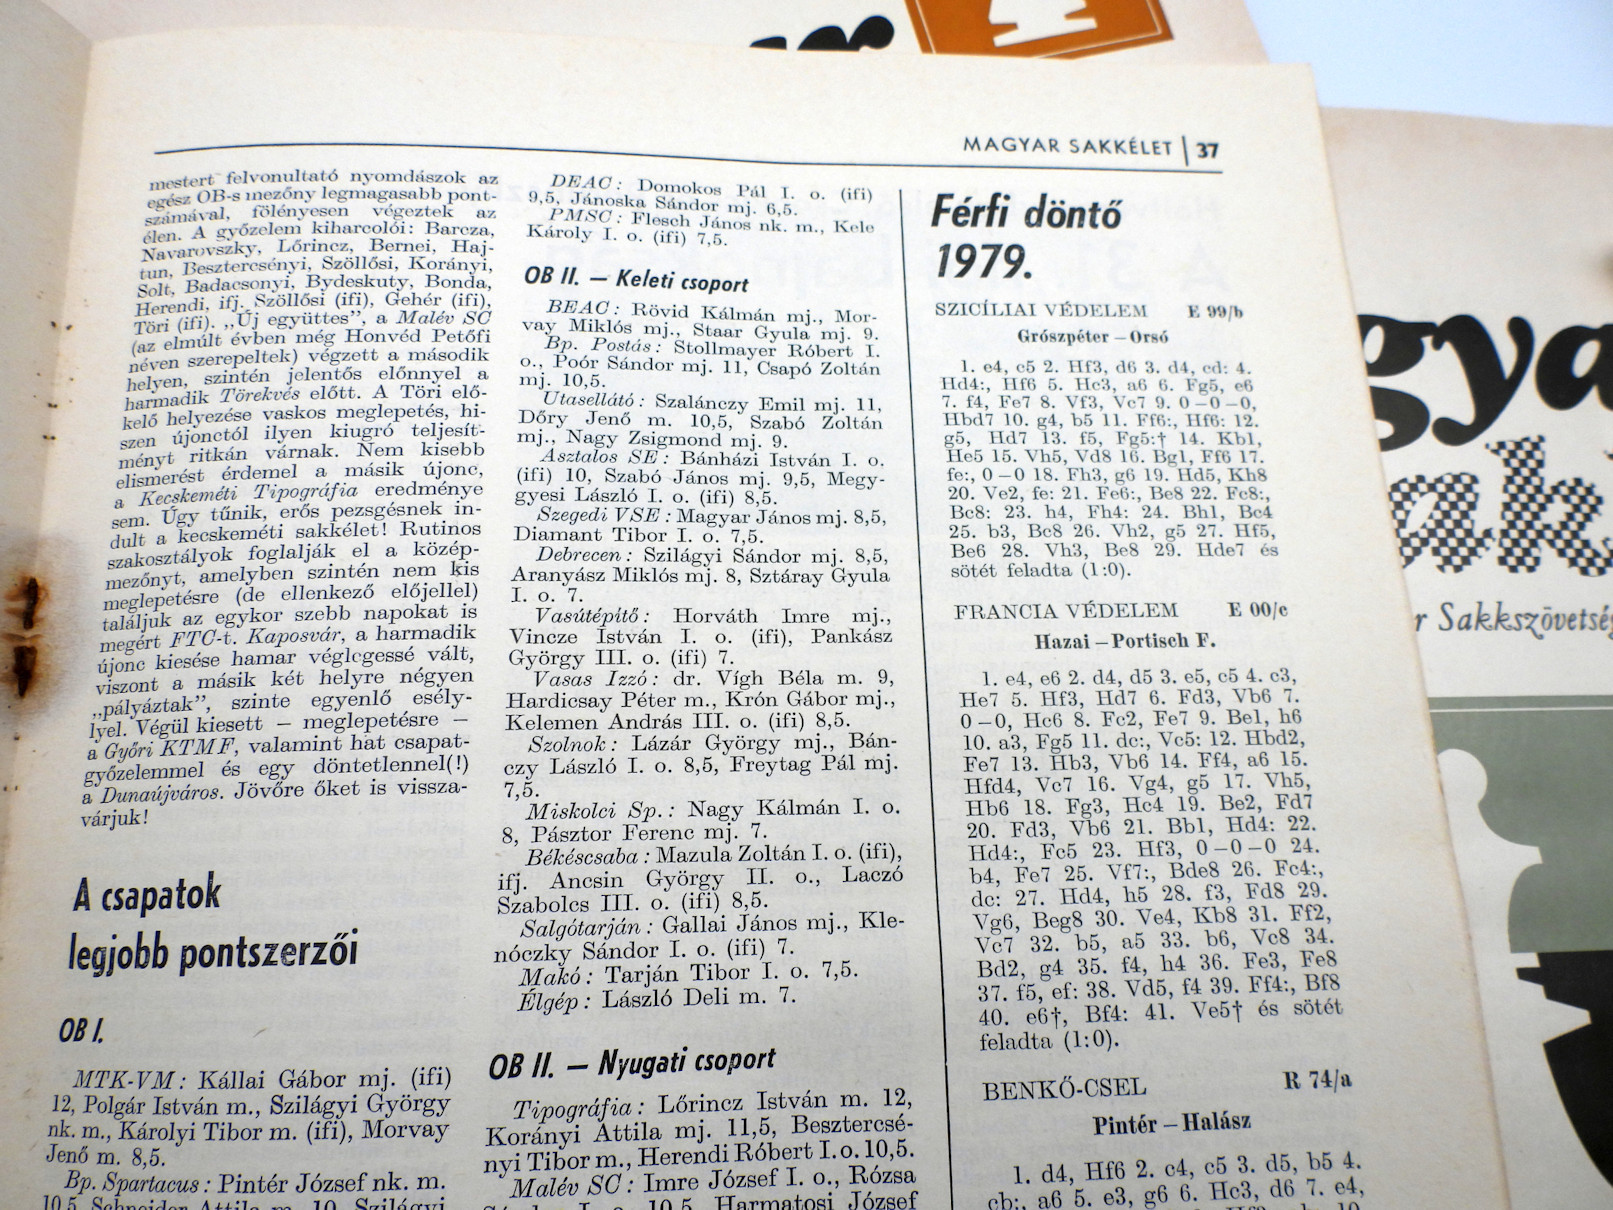 MAGYAR SAKKÉLET | 37
mestert felvonultató nyomdászok az
egész OB-s mezőny legmagasabb pont-
számával, fölényesen végeztek az
élen. A győzelem kiharcolói: Barcza,
Navarovszky, Lőrincz, Bernei, Haj-
tun, Besztercsényi, Szöllősi, Korányi,
Solt, Badacsonyi, Bydeskuty, Bonda,
Herendi, ifj. Szöllősi (ifi), Gehér (ifi),
Töri (ifi). „Új együttes”, a Malév SC
(az elmúlt évben még Honvéd Petőfi
néven szerepeltek) végzett a második
helyen, szintén jelentős előnnyel a
harmadik Törekvés előtt. A Töri elő-
kelő helyezése vaskos meglepetés, hi-
szen újonctól ilyen kiugró teljesít-
ményt ritkán várnak. Nem kisebb
elismerést érdemel a másik újonc,
a Kecskeméti Tipográfia eredménye
sem. Úgy tűnik, erős pezsgésnek in-
dult a kecskeméti sakkélet! Rutinos
szakosztályok foglalják el a közép-
mezőnyt, amelyben szintén nem kis
meglepetésre (de ellenkező előjellel)
találjuk az egykor szebb napokat is
megért FTC-t. Kaposvár, a harmadik
újonc kiesése hamar véglegessé vált,
viszont a másik két helyre négyen
„pályáztak”, szinte egyenlő esély-
lyel. Végül kiesett — meglepetésre —
a Győri KTMF, valamint hat csapat-
győzelemmel és egy döntetlennel(!)
a Dunaújváros. Jövőre őket is vissza-
várjuk!
A csapatok
legjobb pontszerzői
OB I.
MTK-VM: Kállai Gábor mj. (ifi)
12, Polgár István m., Szilágyi György
nk. m., Károlyi Tibor m. (ifi), Morvay
Jenő m. 8,5.
Bp. Spartacus: Pintér József nk. m.
10,5, Schneider Attila m. 10, Szilágyi
DEAC: Domokos Pál I. o. (ifi)
9,5, Jánoska Sándor mj. 6,5.
PMSC: Flesch János nk. m., Kele
Károly I. o. (ifi) 7,5.
OB II. — Keleti csoport
BEAC: Rövid Kálmán mj., Mor-
vay Miklós mj., Staar Gyula mj. 9.
Bp. Postás: Stollmayer Róbert I.
o., Poór Sándor mj. 11, Csapó Zoltán
mj. 10,5.
Utasellátó: Szalánczy Emil mj. 11,
Dőry Jenő m. 10,5, Szabó Zoltán
mj., Nagy Zsigmond mj. 9.
Asztalos SE: Bánházi István I. o.
(ifi) 10, Szabó János mj. 9,5, Megy-
gyesi László I. o. (ifi) 8,5.
Szegedi VSE: Magyar János mj. 8,5,
Diamant Tibor I. o. 7,5.
Debrecen: Szilágyi Sándor mj. 8,5,
Aranyász Miklós mj. 8, Sztáray Gyula
I. o. 7.
Vasútépítő: Horváth Imre mj.,
Vincze István I. o. (ifi), Pankász
György III. o. (ifi) 7.
Vasas Izzó: dr. Vígh Béla m. 9,
Hardicsay Péter m., Krón Gábor mj.,
Kelemen András III. o. (ifi) 8,5.
Szolnok: Lázár György mj., Bán-
czy László I. o. 8,5, Freytag Pál mj.
7,5.
Miskolci Sp.: Nagy Kálmán I. o.
8, Pásztor Ferenc mj. 7.
Békéscsaba: Mazula Zoltán I. o. (ifi),
ifj. Ancsin György II. o., Laczó
Szabolcs III. o. (ifi) 8,5.
Salgótarján: Gallai János mj., Kle-
nóczky Sándor I. o. (ifi) 7.
Makó: Tarján Tibor I. o. 7,5.
Élgép: László Deli m. 7.
OB II. — Nyugati csoport
Tipográfia: Lőrincz István m. 12,
Korányi Attila mj. 11,5, Besztercsé-
nyi Tibor m., Herendi Róbert I. o. 10,5.
Malév SC: Imre József I. o., Rózsa
I. o. 10,5, Harmatosi József
Férfi döntő
1979.
SZICÍLIAI VÉDELEM E 99/b
Grószpéter – Orsó
1. e4, c5 2. Hf3, d6 3. d4, cd: 4.
Hd4:, Hf6 5. Hc3, a6 6. Fg5, e6
7. f4, Fe7 8. Vf3, Vc7 9. 0–0–0,
Hbd7 10. g4, b5 11. Ff6:, Hf6: 12.
g5, Hd7 13. f5, Fg5:† 14. Kb1,
He5 15. Vh5, Vd8 16. Bg1, Ff6 17.
fe:, 0–0 18. Fh3, g6 19. Hd5, Kh8
20. Ve2, fe: 21. Fe6:, Be8 22. Fc8:,
Bc8: 23. h4, Fh4: 24. Bh1, Bc4
25. b3, Bc8 26. Vh2, g5 27. Hf5,
Be6 28. Vh3, Be8 29. Hde7 és
sötét feladta (1:0).
FRANCIA VÉDELEM E 00/c
Hazai – Portisch F.
1. e4, e6 2. d4, d5 3. e5, c5 4. c3,
He7 5. Hf3, Hd7 6. Fd3, Vb6 7.
0–0, Hc6 8. Fc2, Fe7 9. Be1, h6
10. a3, Fg5 11. dc:, Vc5: 12. Hbd2,
Fe7 13. Hb3, Vb6 14. Ff4, a6 15.
Hfd4, Vc7 16. Vg4, g5 17. Vh5,
Hb6 18. Fg3, Hc4 19. Be2, Fd7
20. Fd3, Vb6 21. Bb1, Hd4: 22.
Hd4:, Fc5 23. Hf3, 0–0–0 24.
b4, Fe7 25. Vf7:, Bde8 26. Fc4:,
dc: 27. Hd4, h5 28. f3, Fd8 29.
Vg6, Beg8 30. Ve4, Kb8 31. Ff2,
Vc7 32. b5, a5 33. b6, Vc8 34.
Bd2, g4 35. f4, h4 36. Fe3, Fe8
37. f5, ef: 38. Vd5, f4 39. Ff4:, Bf8
40. e6†, Bf4: 41. Ve5† és sötét
feladta (1:0).
BENKŐ-CSEL R 74/a
Pintér – Halász
1. d4, Hf6 2. c4, c5 3. d5, b5 4.
cb:, a6 5. e3, g6 6. Hc3, d6 7. e4,
gya
ak
r Sakkszövetség